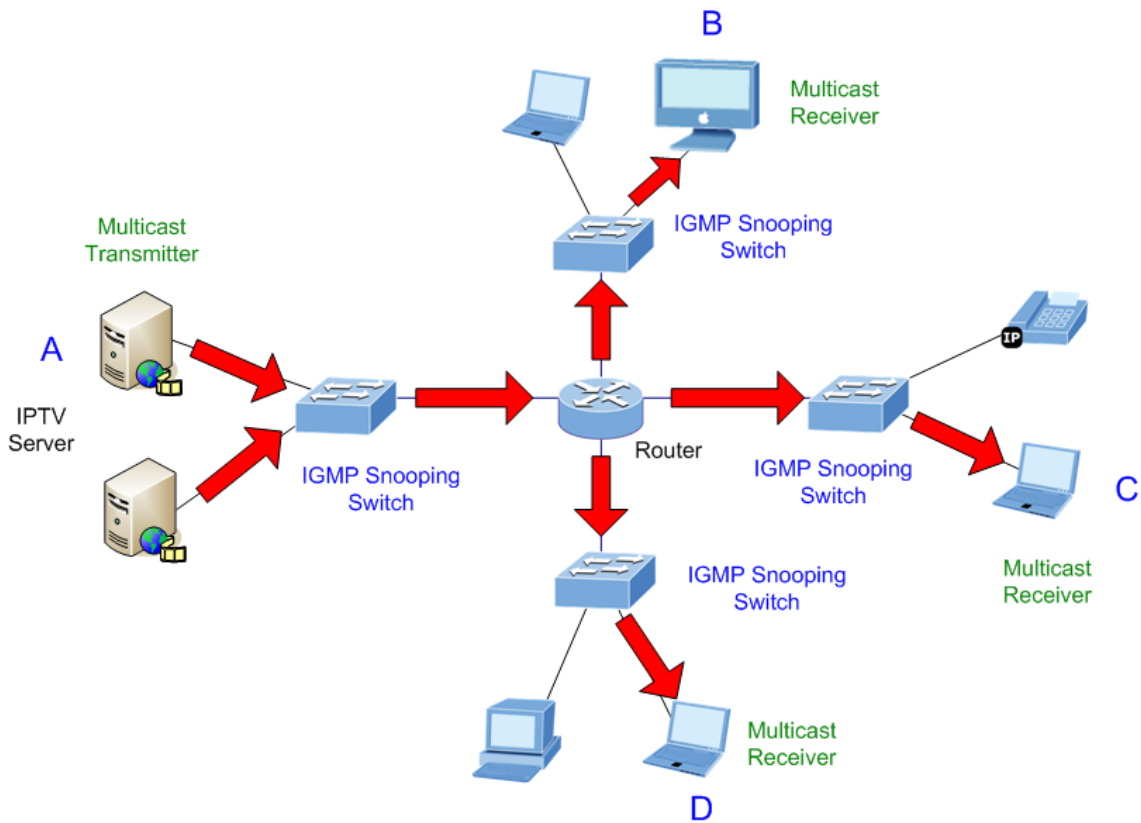 B
Multicast
Receiver
IGMP Snooping
Switch
Multicast
Transmitter
A
IPTV
Server
IGMP Snooping
Switch
Router
IP
IGMP Snooping
Switch
C
Multicast
Receiver
IGMP Snooping
Switch
Multicast
Receiver
D